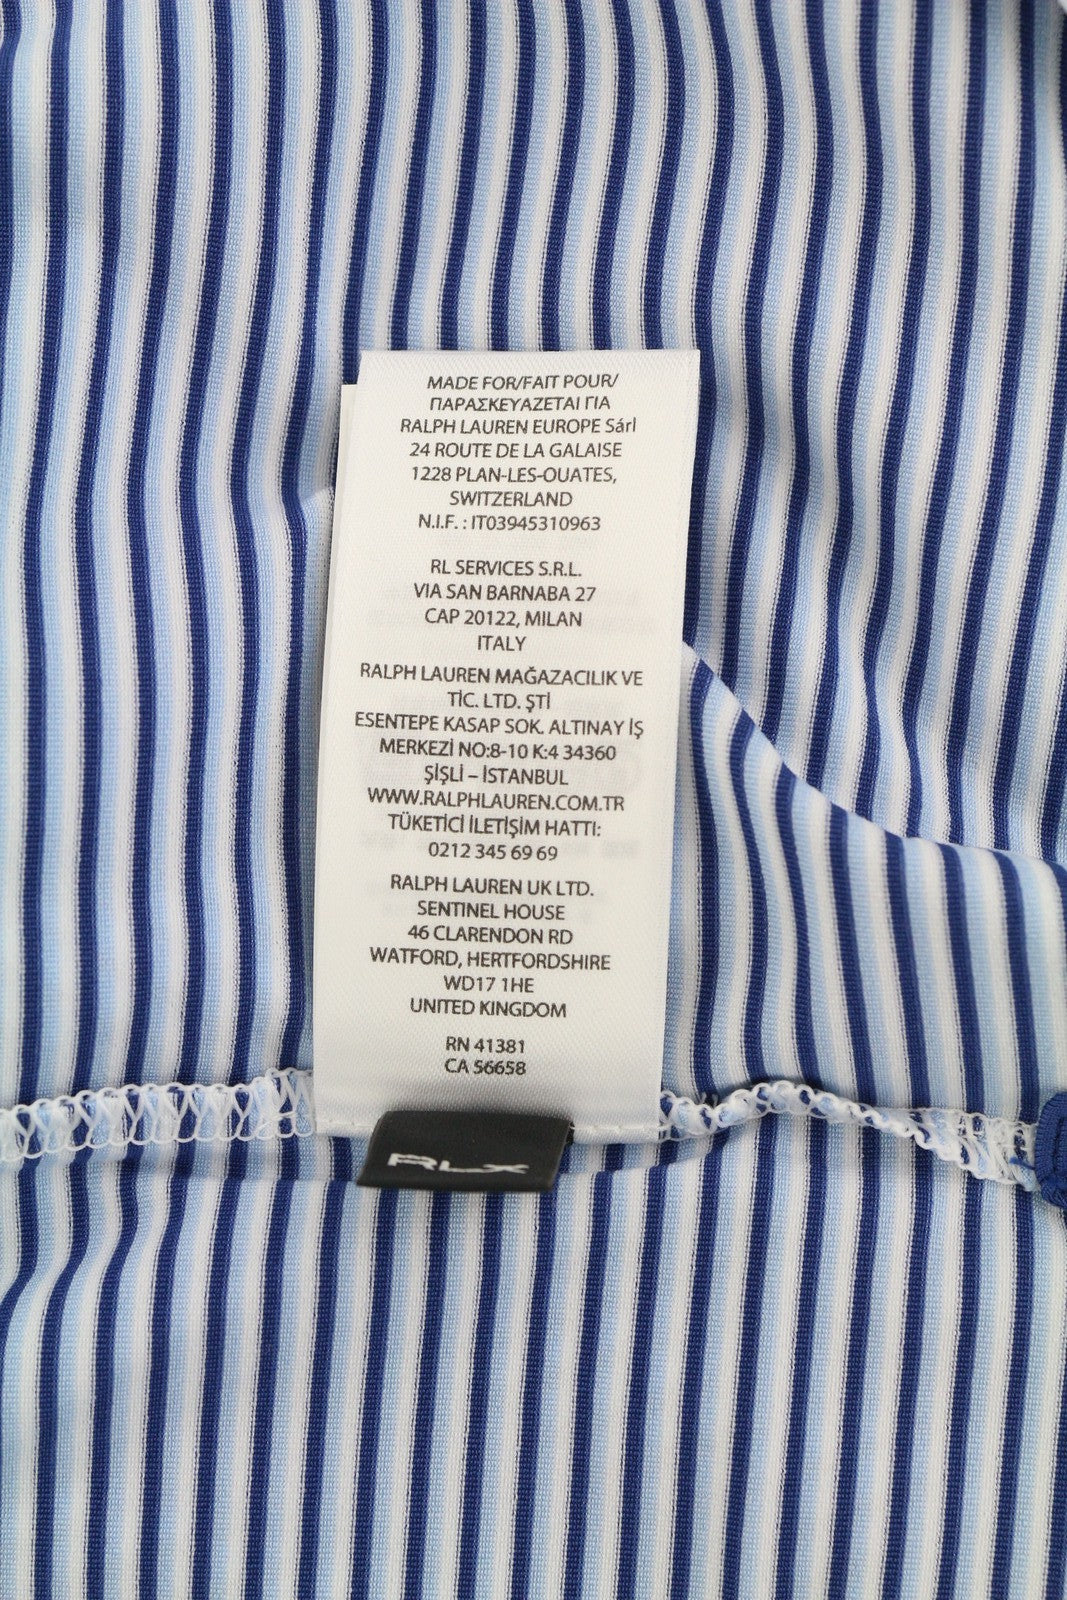 MADE FOR/FAIT POUR/
ΠΑΡΑΣΚΕΥΑΖΕΤΑΙ ΓΙΑ
RALPH LAUREN EUROPE Sárl
24 ROUTE DE LA GALAISE
1228 PLAN-LES-OUATES,
SWITZERLAND
N.I.F. : IT03945310963
RL SERVICES S.R.L.
VIA SAN BARNABA 27
CAP 20122, MILAN
ITALY
RALPH LAUREN MAĞAZACILIK VE
TİC. LTD. ŞTİ
ESENTEPE KASAP SOK. ALTINAY İŞ
MERKEZİ NO:8-10 K:4 34360
ŞİŞLİ – İSTANBUL
WWW.RALPHLAUREN.COM.TR
TÜKETİCİ İLETİŞİM HATTI:
0212 345 69 69
RALPH LAUREN UK LTD.
SENTINEL HOUSE
46 CLARENDON RD
WATFORD, HERTFORDSHIRE
WD17 1HE
UNITED KINGDOM
RN 41381
CA 56658
RLX